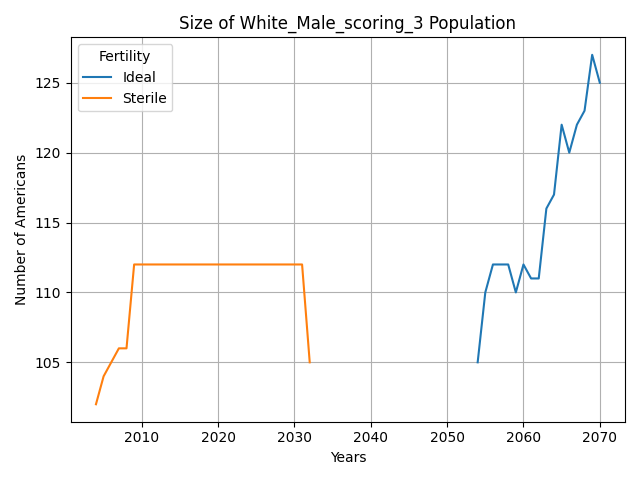 Size of White_Male_scoring_3 Population
Fertility
Ideal
Sterile
Number of Americans
125
120
115
110
105
2010
2020
2030
2040
2050
2060
2070
Years